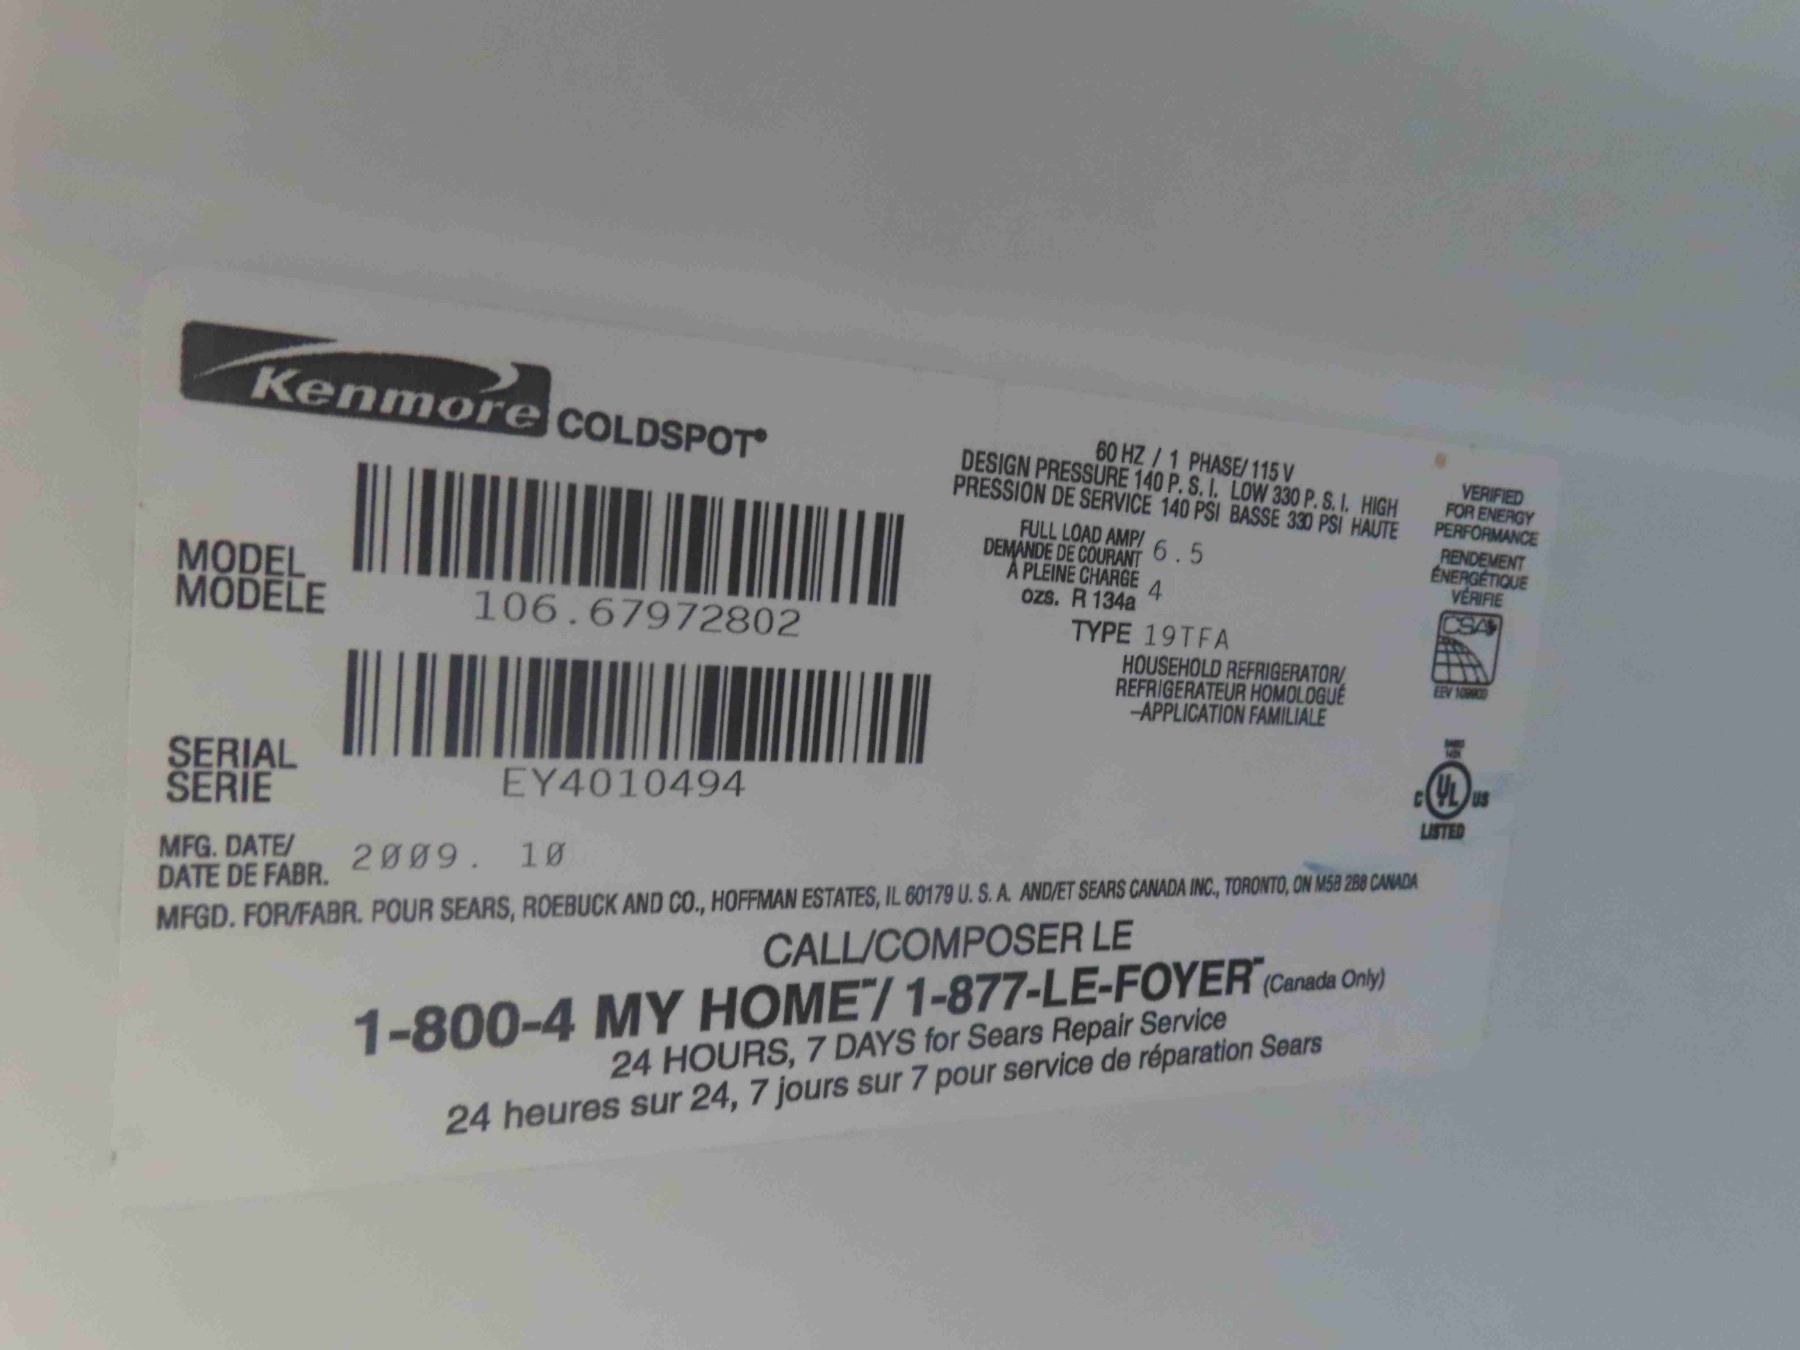 Kenmore COLDSPOT®
MODEL
MODÈLE
106.67972802
SERIAL
SERIE
EY4010494
MFG. DATE/
DATE DE FABR.
2009. 10
60 HZ / 1 PHASE/ 115 V
DESIGN PRESSURE 140 P. S. I. LOW 330 P. S. I. HIGH
PRESSION DE SERVICE 140 PSI BASSE 330 PSI HAUTE
FULL LOAD AMP/
DEMANDE DE COURANT 6.5
À PLEINE CHARGE
ozs. R 134a 4
TYPE 19TFA
HOUSEHOLD REFRIGERATOR/
REFRIGERATEUR HOMOLOGUÉ
–APPLICATION FAMILIALE
VERIFIED
FOR ENERGY
PERFORMANCE
RENDEMENT
ÉNERGÉTIQUE
VÉRIFIÉ
CSA
C UL US
LISTED
MFGD. FOR/FABR. POUR SEARS, ROEBUCK AND CO., HOFFMAN ESTATES, IL 60179 U. S. A. AND/ET SEARS CANADA INC., TORONTO, ON M5B 2B8 CANADA
CALL/COMPOSER LE
1-800-4 MY HOME℠/ 1-877-LE-FOYER℠ (Canada Only)
24 HOURS, 7 DAYS for Sears Repair Service
24 heures sur 24, 7 jours sur 7 pour service de réparation Sears